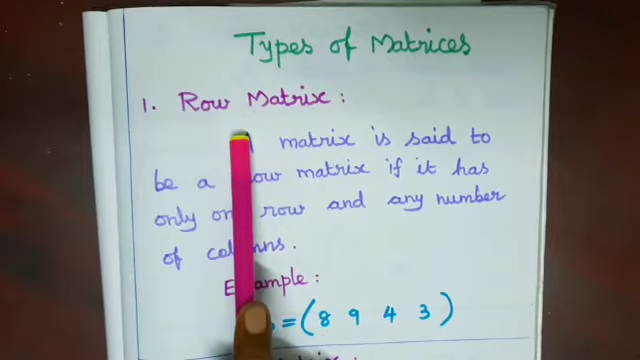 Types of Matrices
1. Row Matrix :
matrix is said to
be a row matrix if it has
only one row and any number
of columns.
Example :
= ( 8 9 4 3 )